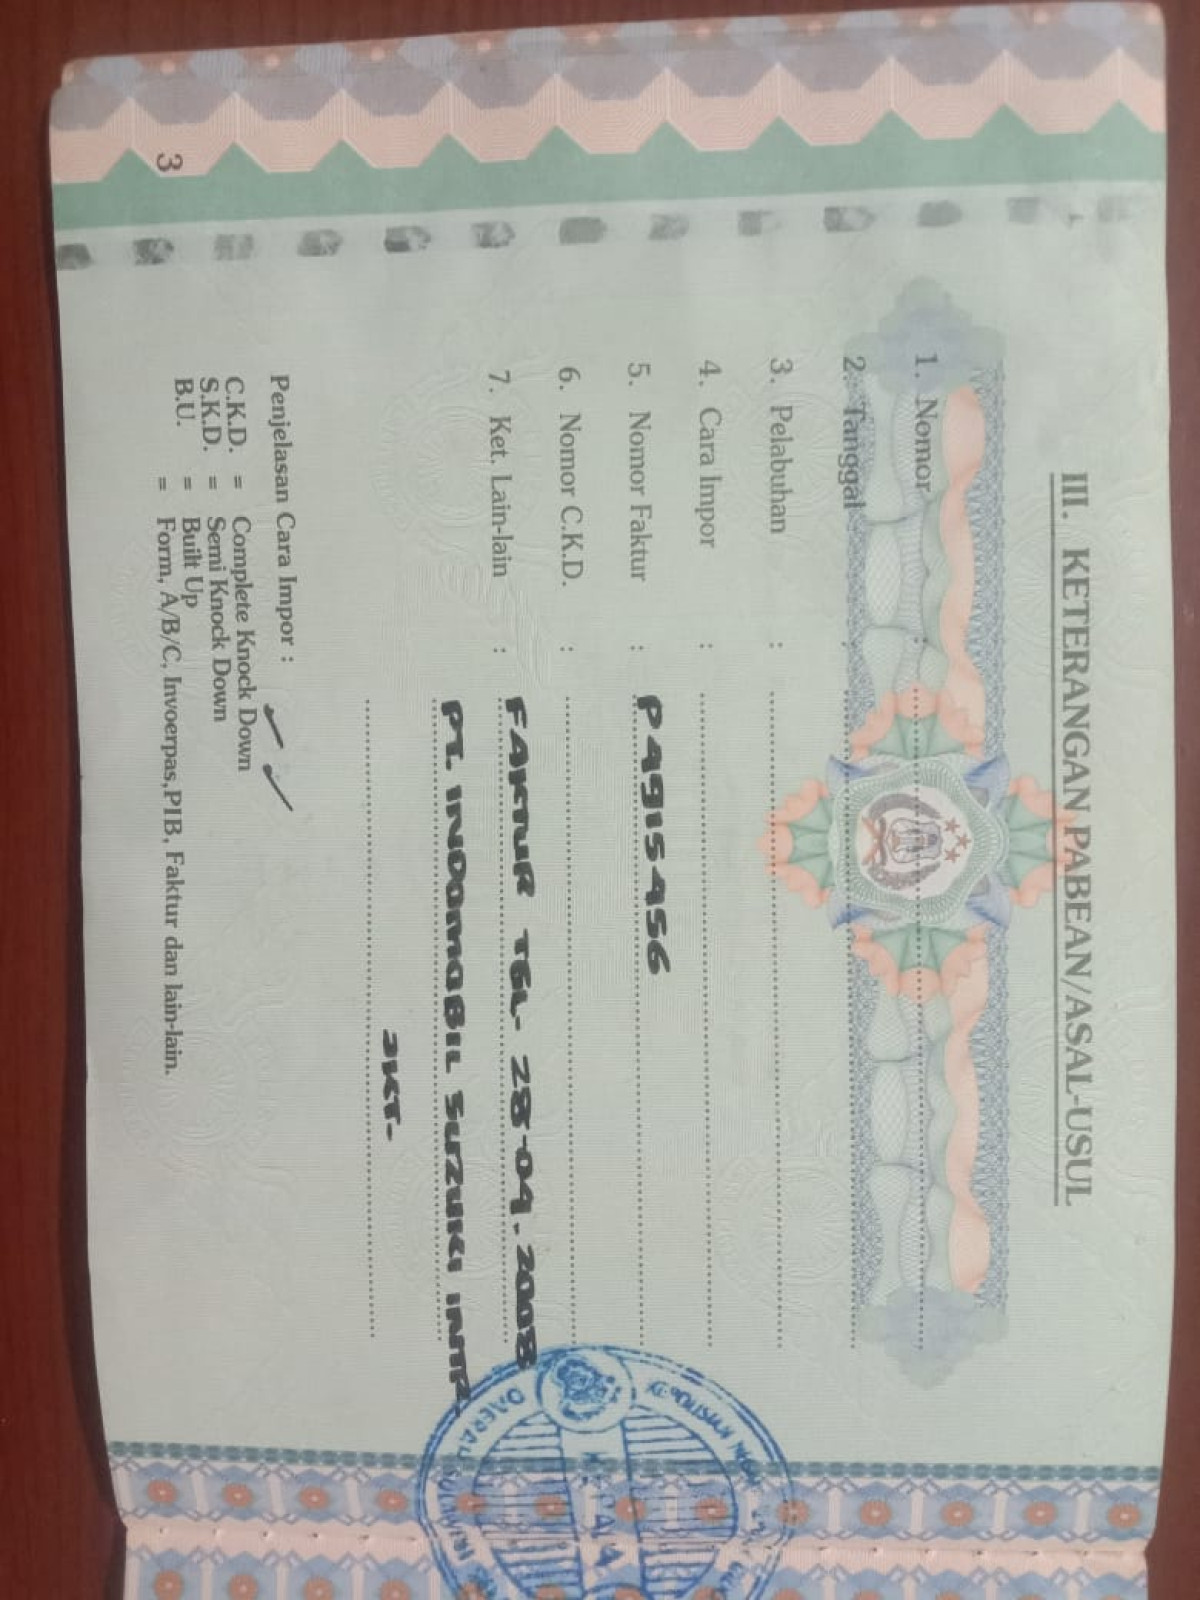 III. KETERANGAN PABEAN/ASAL-USUL
1. Nomor :
2. Tanggal :
3. Pelabuhan :
4. Cara Impor :
5. Nomor Faktur : P4915456
6. Nomor C.K.D. :
7. Ket. Lain-lain : FAKTUR TGL- 28-04.2008
PT. INDOMOBIL SUZUKI INTR
JKT-
Penjelasan Cara Impor :
C.K.D. = Complete Knock Down
S.K.D. = Semi Knock Down
B.U. = Built Up
= Form, A/B/C, Invoerpas,PIB, Faktur dan lain-lain.
3
KEPALA